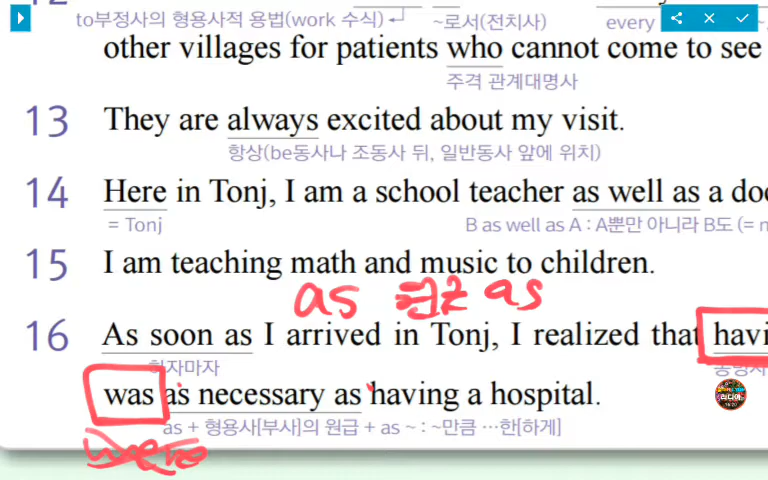 to부정사의 형용사적 용법(work 수식) ~로서(전치사) every
other villages for patients who cannot come to see
주격 관계대명사
13 They are always excited about my visit.
항상(be동사나 조동사 뒤, 일반동사 앞에 위치)
14 Here in Tonj, I am a school teacher as well as a
= Tonj B as well as A : A뿐만 아니라 B도 (=
15 I am teaching math and music to children.
as 원급 as
16 As soon as I arrived in Tonj, I realized that
하자마자
was as necessary as having a hospital.
as + 형용사[부사]의 원급 + as ~ : ~만큼 …한[하게]
were